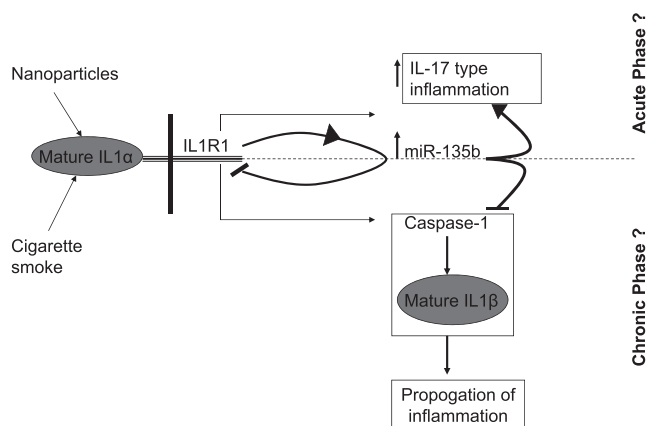 Nanoparticles
Mature IL1α
Cigarette
smoke
IL1R1
IL-17 type
inflammation
miR-135b
Caspase-1
Mature IL1β
Propogation of
inflammation
Acute Phase ?
Chronic Phase ?